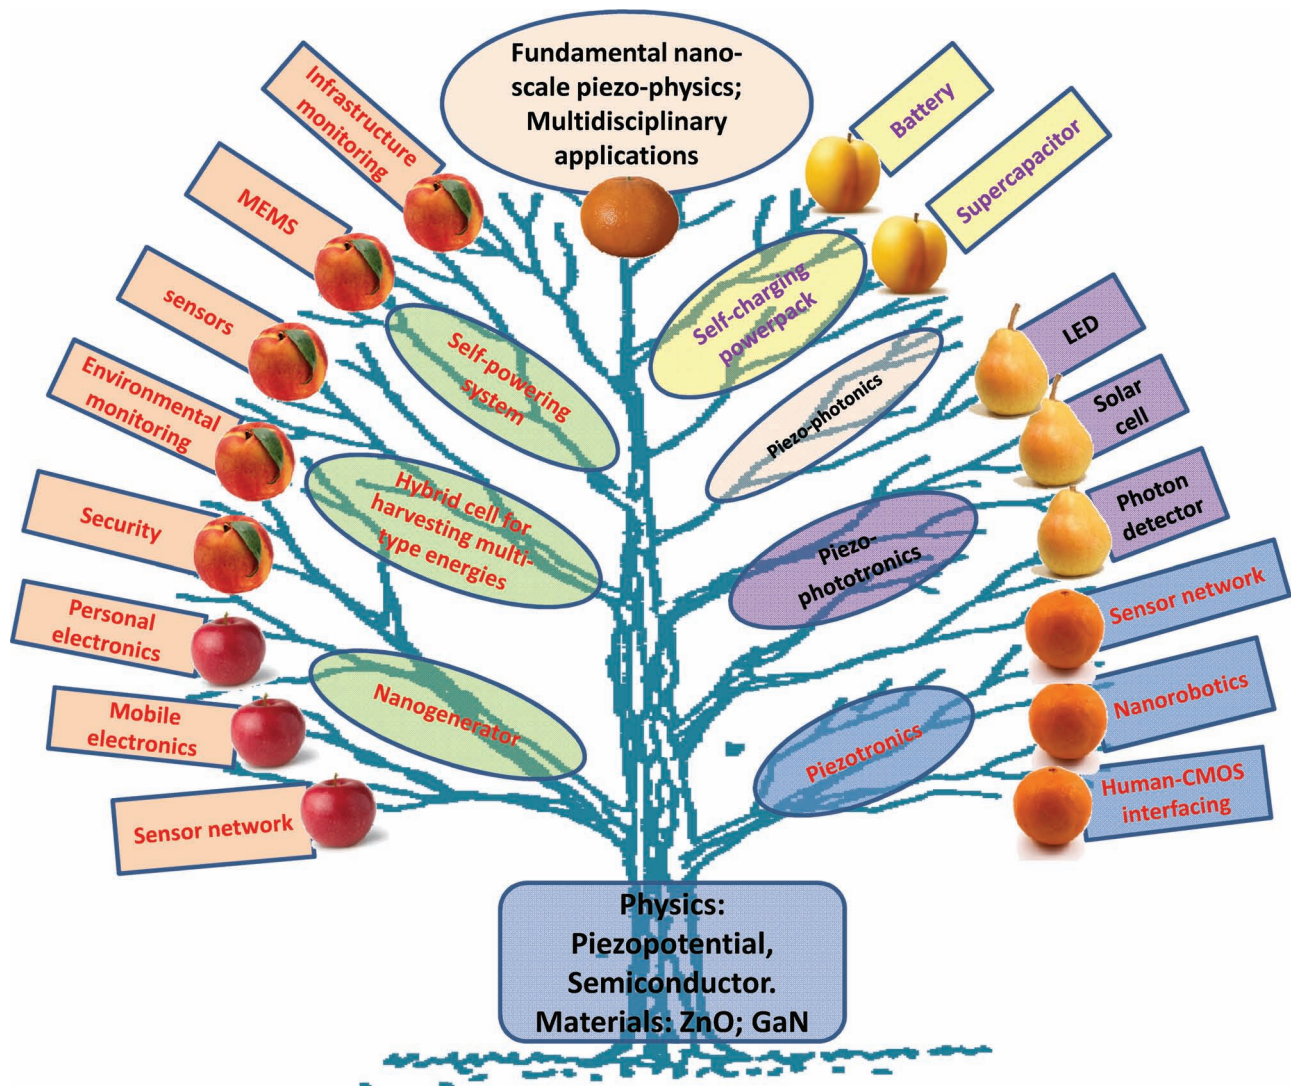 Fundamental nano-
scale piezo-physics;
Multidisciplinary
applications
Infrastructure
monitoring
MEMS
sensors
Environmental
monitoring
Security
Personal
electronics
Mobile
electronics
Sensor network
Self-powering
system
Hybrid cell for
harvesting multi-
type energies
Nanogenerator
Battery
Supercapacitor
Self-charging
powerpack
LED
Piezo-photonics
Solar
cell
Photon
detector
Piezo-
phototronics
Sensor network
Nanorobotics
Piezotronics
Human-CMOS
interfacing
Physics:
Piezopotential,
Semiconductor.
Materials: ZnO; GaN